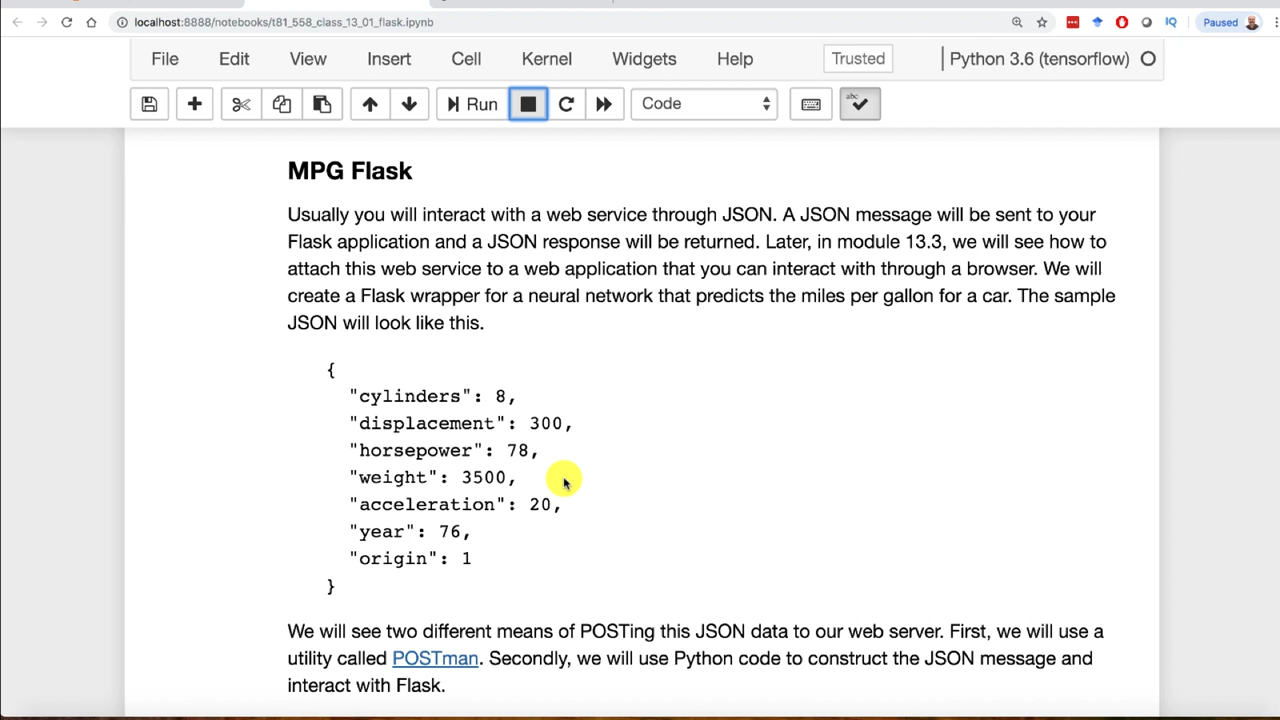 localhost:8888/notebooks/t81_558_class_13_01_flask.ipynb
IQ
Paused
File Edit View Insert Cell Kernel Widgets Help Trusted Python 3.6 (tensorflow)
Run Code abc
MPG Flask
Usually you will interact with a web service through JSON. A JSON message will be sent to your
Flask application and a JSON response will be returned. Later, in module 13.3, we will see how to
attach this web service to a web application that you can interact with through a browser. We will
create a Flask wrapper for a neural network that predicts the miles per gallon for a car. The sample
JSON will look like this.
{
"cylinders": 8,
"displacement": 300,
"horsepower": 78,
"weight": 3500,
"acceleration": 20,
"year": 76,
"origin": 1
}
We will see two different means of POSTing this JSON data to our web server. First, we will use a
utility called POSTman. Secondly, we will use Python code to construct the JSON message and
interact with Flask.